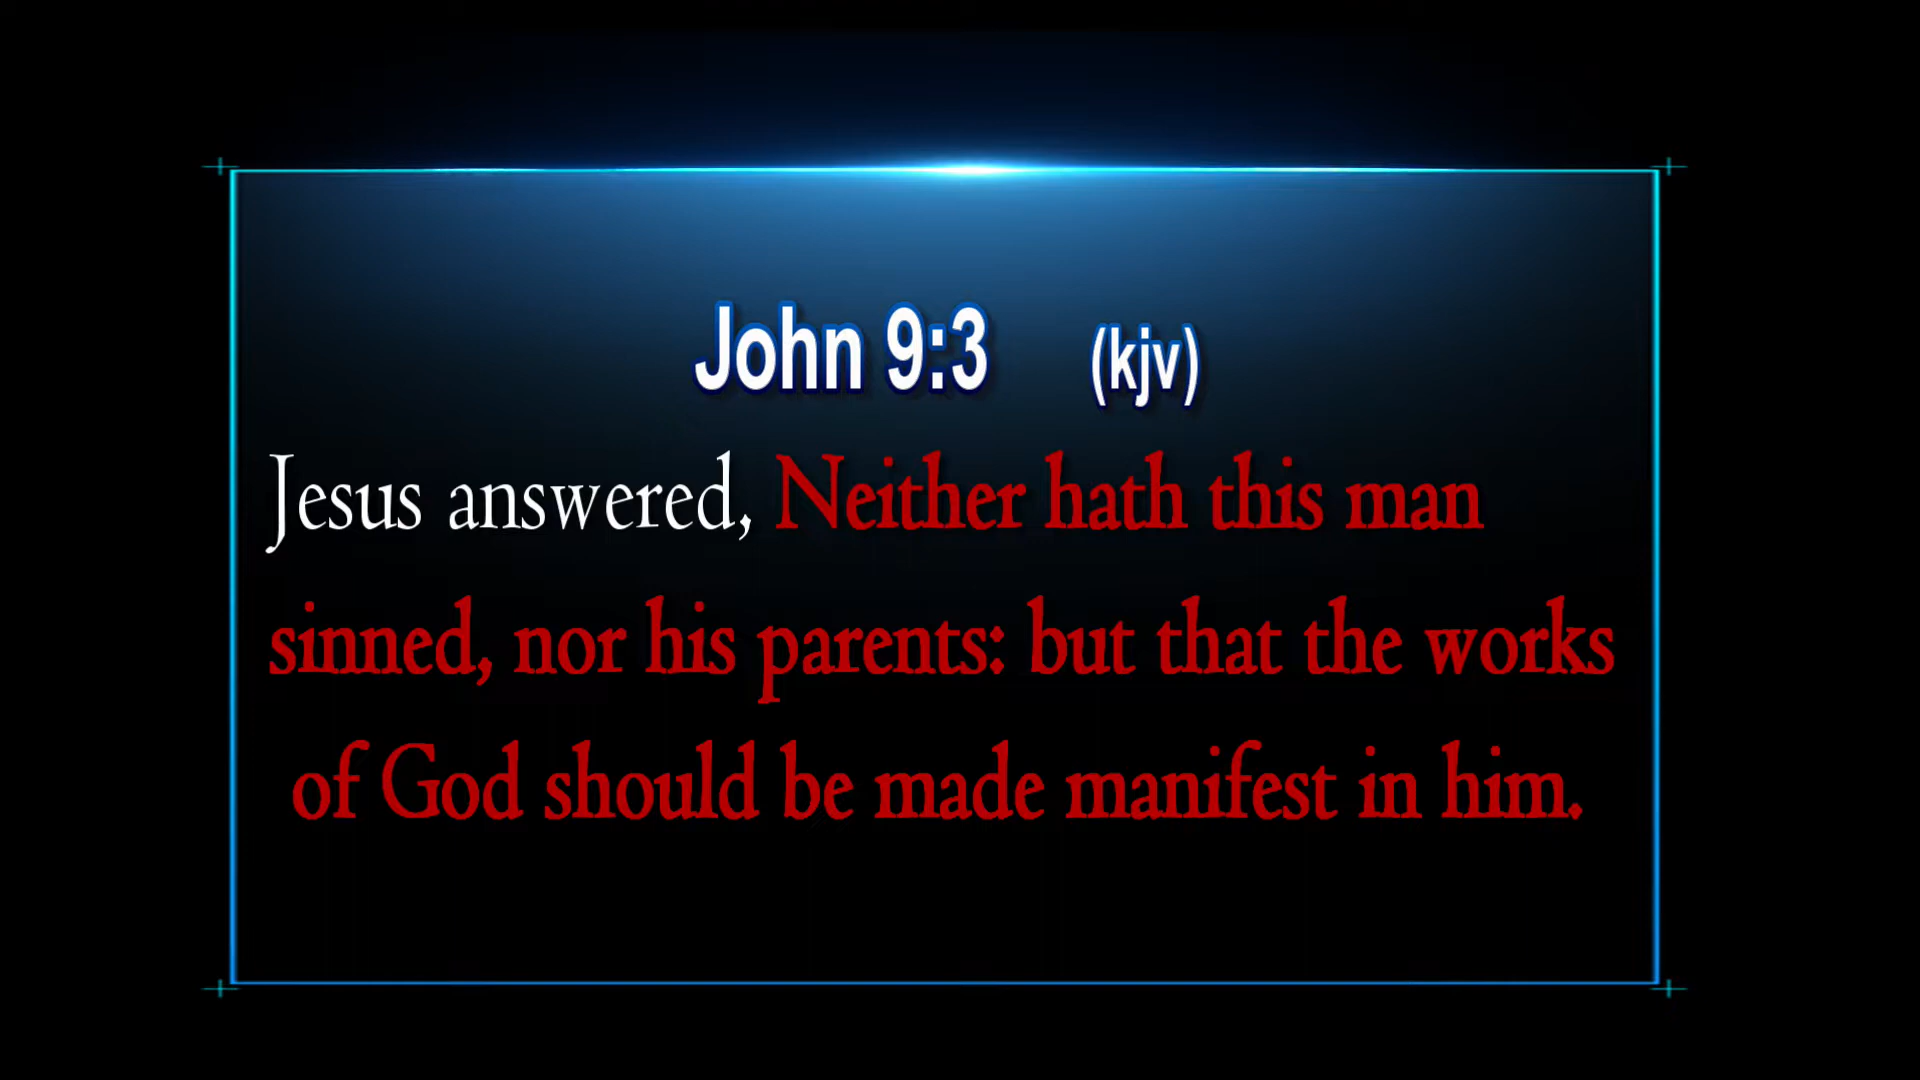 John 9:3 (kjv)
Jesus answered, Neither hath this man
sinned, nor his parents: but that the works
of God should be made manifest in him.